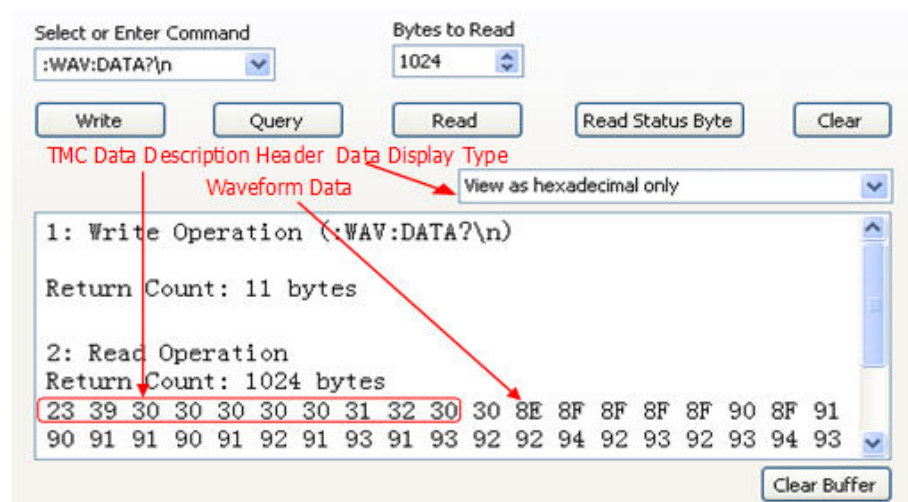 Select or Enter Command Bytes to Read
:WAV:DATA?\n 1024
Write Query Read Read Status Byte Clear
TMC Data Description Header Data Display Type
Waveform Data View as hexadecimal only
1: Write Operation (:WAV:DATA?\n)
Return Count: 11 bytes
2: Read Operation
Return Count: 1024 bytes
23 39 30 30 30 30 30 31 32 30 30 8E 8F 8F 8F 8F 90 8F 91
90 91 91 90 91 92 91 93 91 93 92 92 94 92 93 92 93 94 93
Clear Buffer